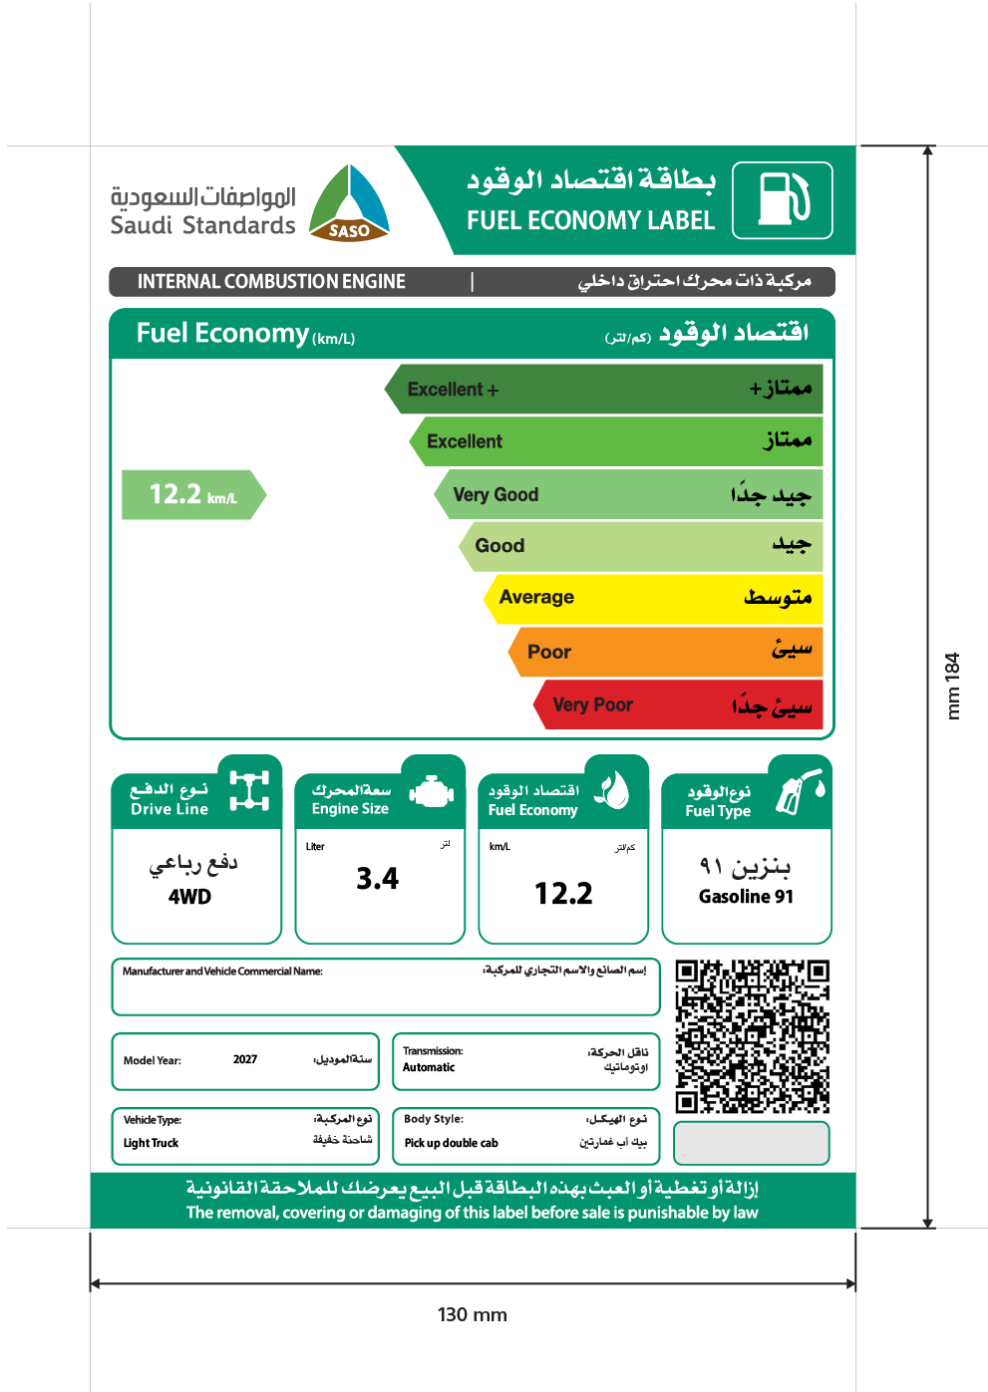 المواصفات السعودية
Saudi Standards
SASO
بطاقة اقتصاد الوقود
FUEL ECONOMY LABEL
INTERNAL COMBUSTION ENGINE | مركبة ذات محرك احتراق داخلي
Fuel Economy (km/L) اقتصاد الوقود (كم/لتر)
Excellent + ممتاز+
Excellent ممتاز
12.2 km/L
Very Good جيد جدًا
Good جيد
Average متوسط
Poor سيئ
Very Poor سيئ جدًا
نوع الدفع
Drive Line
دفع رباعي
4WD
سعة المحرك
Engine Size
Liter لتر
3.4
اقتصاد الوقود
Fuel Economy
km/L كم/لتر
12.2
نوع الوقود
Fuel Type
بنزين ٩١
Gasoline 91
Manufacturer and Vehicle Commercial Name: إسم الصانع والاسم التجاري للمركبة:
Model Year: 2027 سنة الموديل:
Transmission: ناقل الحركة:
Automatic اوتوماتيك
Vehicle Type: نوع المركبة:
Light Truck شاحنة خفيفة
Body Style: نوع الهيكل:
Pick up double cab بيك أب غمارتين
إزالة أو تغطية أو العبث بهذه البطاقة قبل البيع يعرضك للملاحقة القانونية
The removal, covering or damaging of this label before sale is punishable by law
mm 184
130 mm